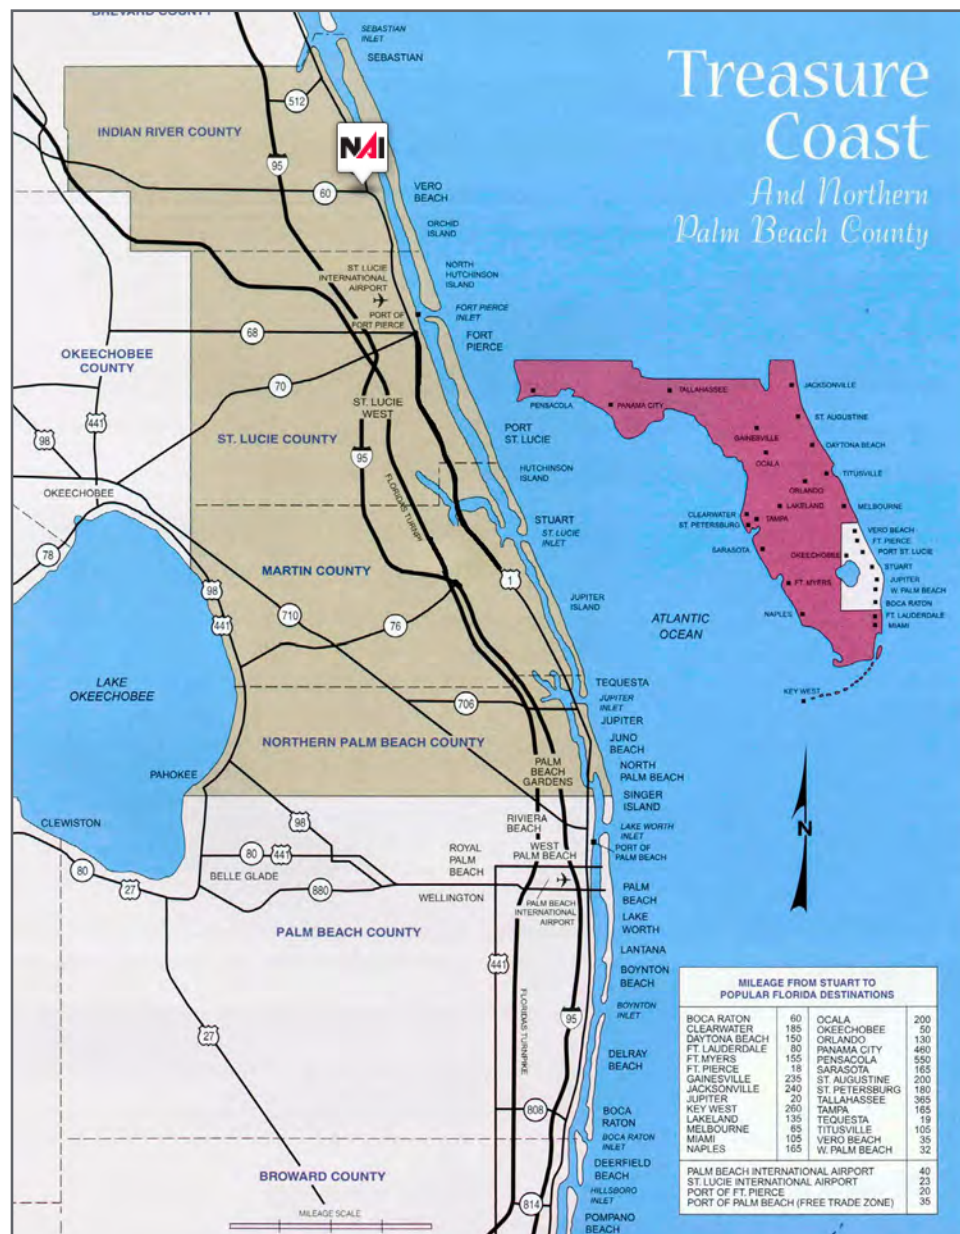 BREVARD COUNTY
SEBASTIAN
INLET
SEBASTIAN
Treasure
Coast
And Northern
Palm Beach County
512
INDIAN RIVER COUNTY
NAI
95
60
VERO
BEACH
ORCHID
ISLAND
ST. LUCIE
INTERNATIONAL
AIRPORT
NORTH
HUTCHINSON
ISLAND
PORT OF
FORT PIERCE
FORT PIERCE
INLET
68
FORT
PIERCE
OKEECHOBEE
COUNTY
70
ST. LUCIE
WEST
441
98
ST. LUCIE COUNTY
PORT
ST. LUCIE
95
HUTCHINSON
ISLAND
OKEECHOBEE
FLORIDAS TURNPI
STUART
ST. LUCIE
INLET
78
MARTIN COUNTY
98
1
441
710
76
JUPITER
ISLAND
ATLANTIC
OCEAN
LAKE
OKEECHOBEE
TEQUESTA
JUPITER
INLET
706
JUPITER
NORTHERN PALM BEACH COUNTY
JUNO
BEACH
PALM
BEACH
GARDENS
NORTH
PALM BEACH
PAHOKEE
SINGER
ISLAND
CLEWISTON
98
RIVIERA
BEACH
LAKE WORTH
INLET
ROYAL
PALM
BEACH
WEST
PALM BEACH
PORT OF
PALM BEACH
80
441
80
27
BELLE GLADE
880
WELLINGTON
PALM BEACH
INTERNATIONAL
AIRPORT
PALM
BEACH
LAKE
WORTH
PALM BEACH COUNTY
LANTANA
441
BOYNTON
BEACH
FLORIDAS TURNPIKE
95
BOYNTON
INLET
27
DELRAY
BEACH
808
BOCA
RATON
BOCA RATON
INLET
BROWARD COUNTY
DEERFIELD
BEACH
HILLSBORO
INLET
814
MILEAGE SCALE
POMPANO
BEACH
PENSACOLA
PANAMA CITY
TALLAHASSEE
JACKSONVILLE
ST. AUGUSTINE
GAINESVILLE
DAYTONA BEACH
OCALA
TITUSVILLE
ORLANDO
LAKELAND
MELBOURNE
CLEARWATER
TAMPA
ST. PETERSBURG
VERO BEACH
FT. PIERCE
PORT ST. LUCIE
OKEECHOBEE
SARASOTA
STUART
FT. MYERS
JUPITER
W. PALM BEACH
BOCA RATON
NAPLES
FT. LAUDERDALE
MIAMI
KEY WEST
N
MILEAGE FROM STUART TO
POPULAR FLORIDA DESTINATIONS
BOCA RATON 60 OCALA 200
CLEARWATER 185 OKEECHOBEE 50
DAYTONA BEACH 150 ORLANDO 130
FT. LAUDERDALE 80 PANAMA CITY 460
FT.MYERS 155 PENSACOLA 550
FT. PIERCE 18 SARASOTA 165
GAINESVILLE 235 ST. AUGUSTINE 200
JACKSONVILLE 240 ST. PETERSBURG 180
JUPITER 20 TALLAHASSEE 365
KEY WEST 260 TAMPA 165
LAKELAND 135 TEQUESTA 19
MELBOURNE 65 TITUSVILLE 105
MIAMI 105 VERO BEACH 35
NAPLES 165 W. PALM BEACH 32
PALM BEACH INTERNATIONAL AIRPORT 40
ST. LUCIE INTERNATIONAL AIRPORT 23
PORT OF FT. PIERCE 20
PORT OF PALM BEACH (FREE TRADE ZONE) 35